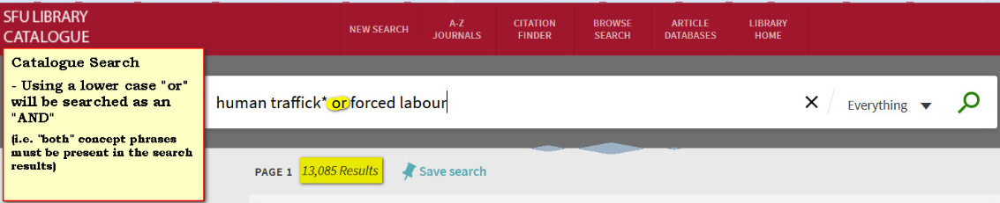 SFU LIBRARY
CATALOGUE
NEW SEARCH
A-Z
JOURNALS
CITATION
FINDER
BROWSE
SEARCH
ARTICLE
DATABASES
LIBRARY
HOME
Catalogue Search
- Using a lower case "or"
will be searched as an
"AND"
(i.e. "both" concept phrases
must be present in the search
results)
human traffick* or forced labour
Everything
PAGE 1 13,085 Results Save search